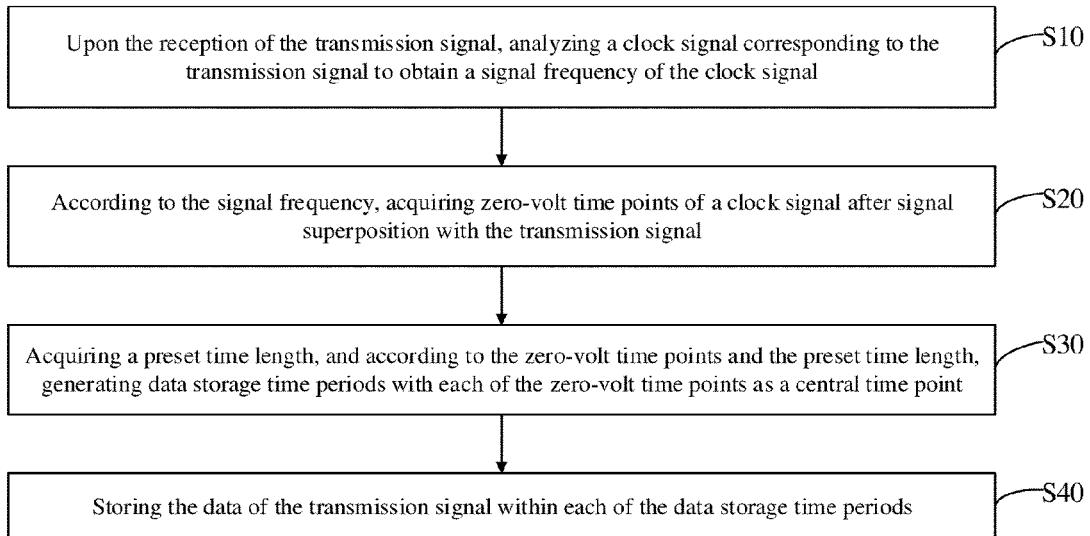 Upon the reception of the transmission signal, analyzing a clock signal corresponding to the
transmission signal to obtain a signal frequency of the clock signal
S10
According to the signal frequency, acquiring zero-volt time points of a clock signal after signal
superposition with the transmission signal
S20
Acquiring a preset time length, and according to the zero-volt time points and the preset time length,
generating data storage time periods with each of the zero-volt time points as a central time point
S30
Storing the data of the transmission signal within each of the data storage time periods
S40